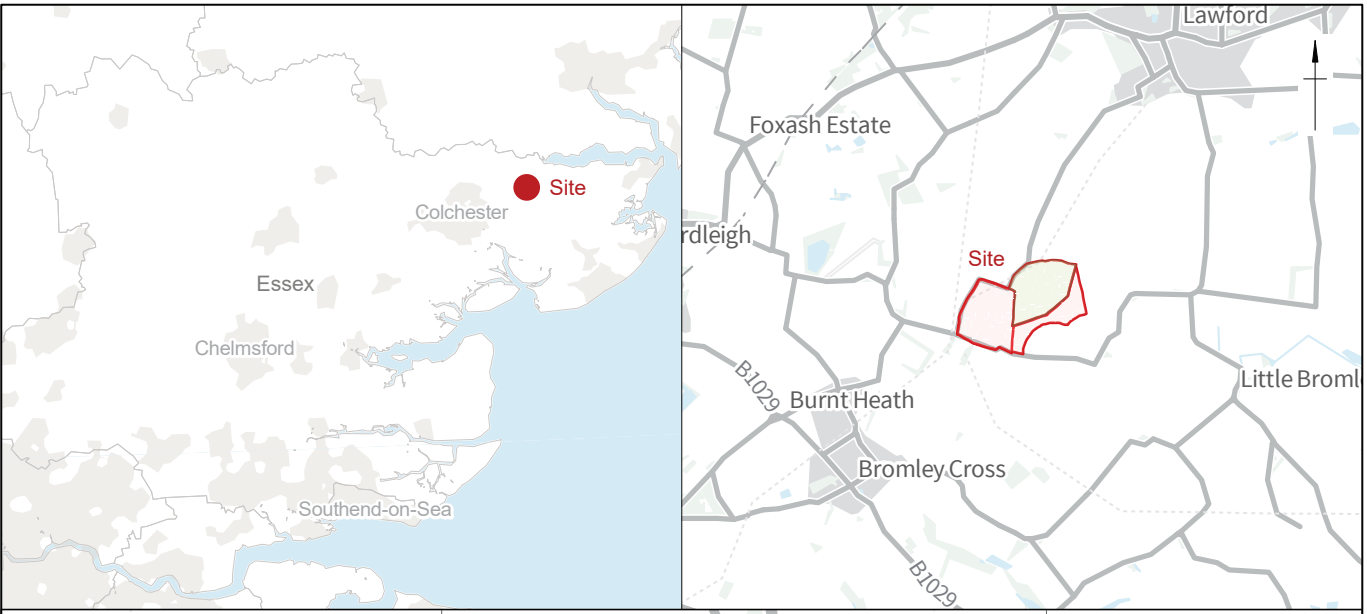 Site
Colchester
Essex
Chelmsford
Southend-on-Sea
Lawford
Foxash Estate
rdleigh
Site
B1029
Burnt Heath
Little Broml
Bromley Cross
B1029